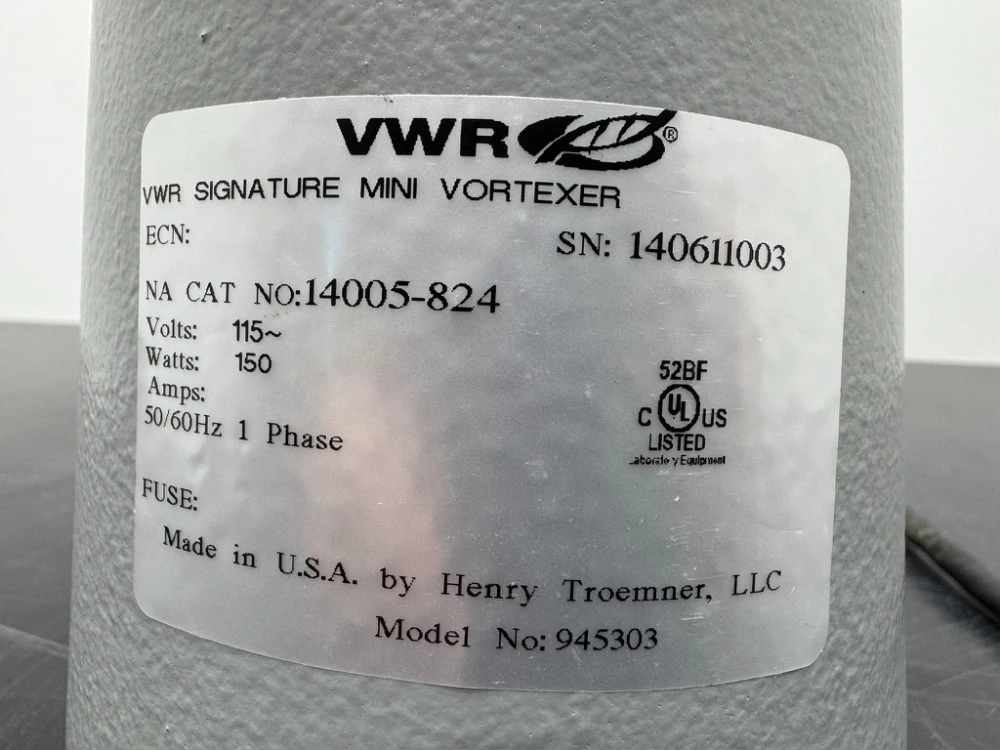 VWR®
VWR SIGNATURE MINI VORTEXER
ECN:
SN: 140611003
NA CAT NO:14005-824
Volts: 115~
Watts: 150
Amps:
50/60Hz 1 Phase
52BF
C UL US
LISTED
Laboratory Equipment
FUSE:
Made in U.S.A. by Henry Troemner, LLC
Model No: 945303